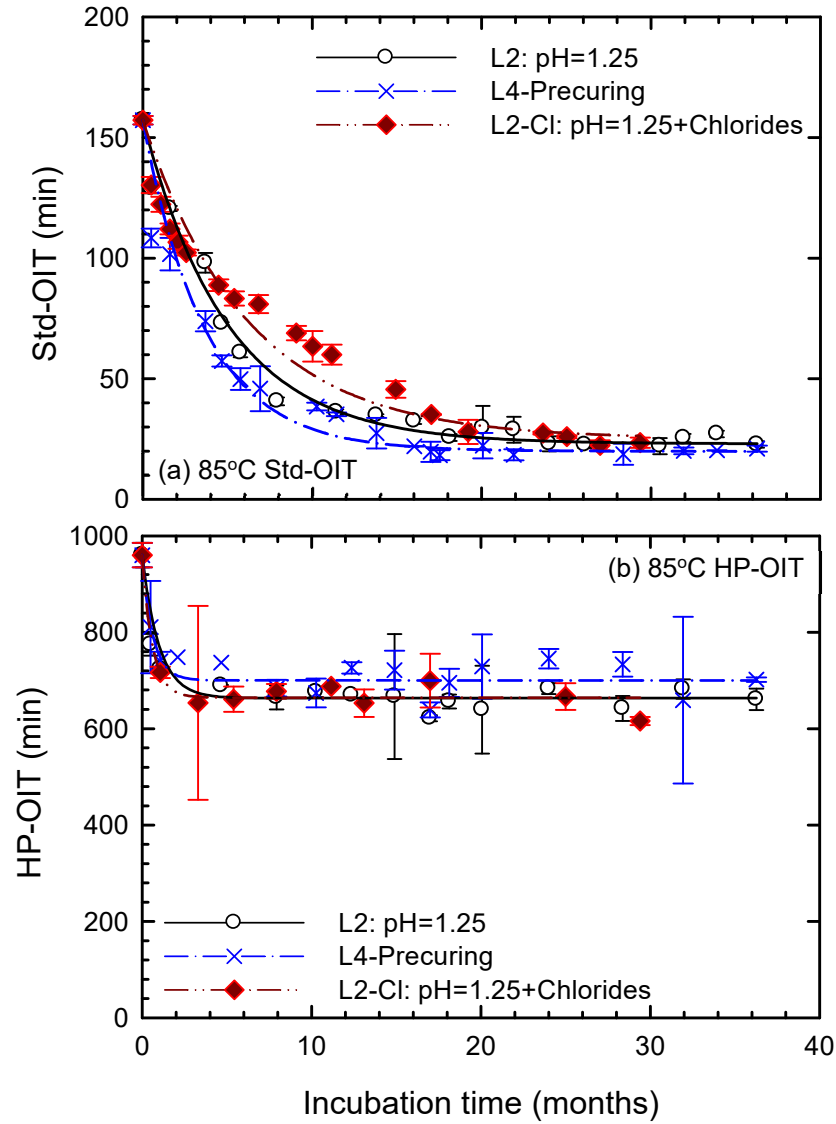 200
L2: pH=1.25
L4-Precuring
L2-Cl: pH=1.25+Chlorides
150
100
50
0
Std-OIT (min)
(a) 85oC Std-OIT
1000
(b) 85oC HP-OIT
800
600
400
200
0
HP-OIT (min)
L2: pH=1.25
L4-Precuring
L2-Cl: pH=1.25+Chlorides
0 10 20 30 40
Incubation time (months)